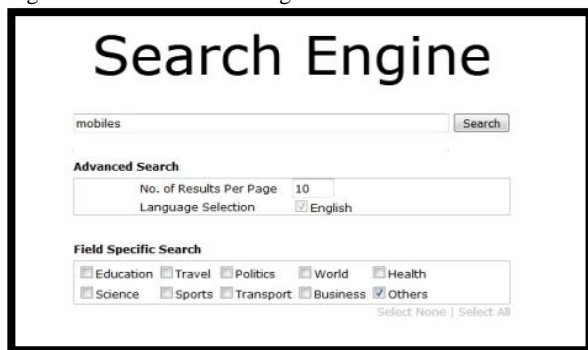 Search Engine
mobiles Search
Advanced Search
No. of Results Per Page 10
Language Selection English
Field Specific Search
Education Travel Politics World Health
Science Sports Transport Business Others
Select None | Select All